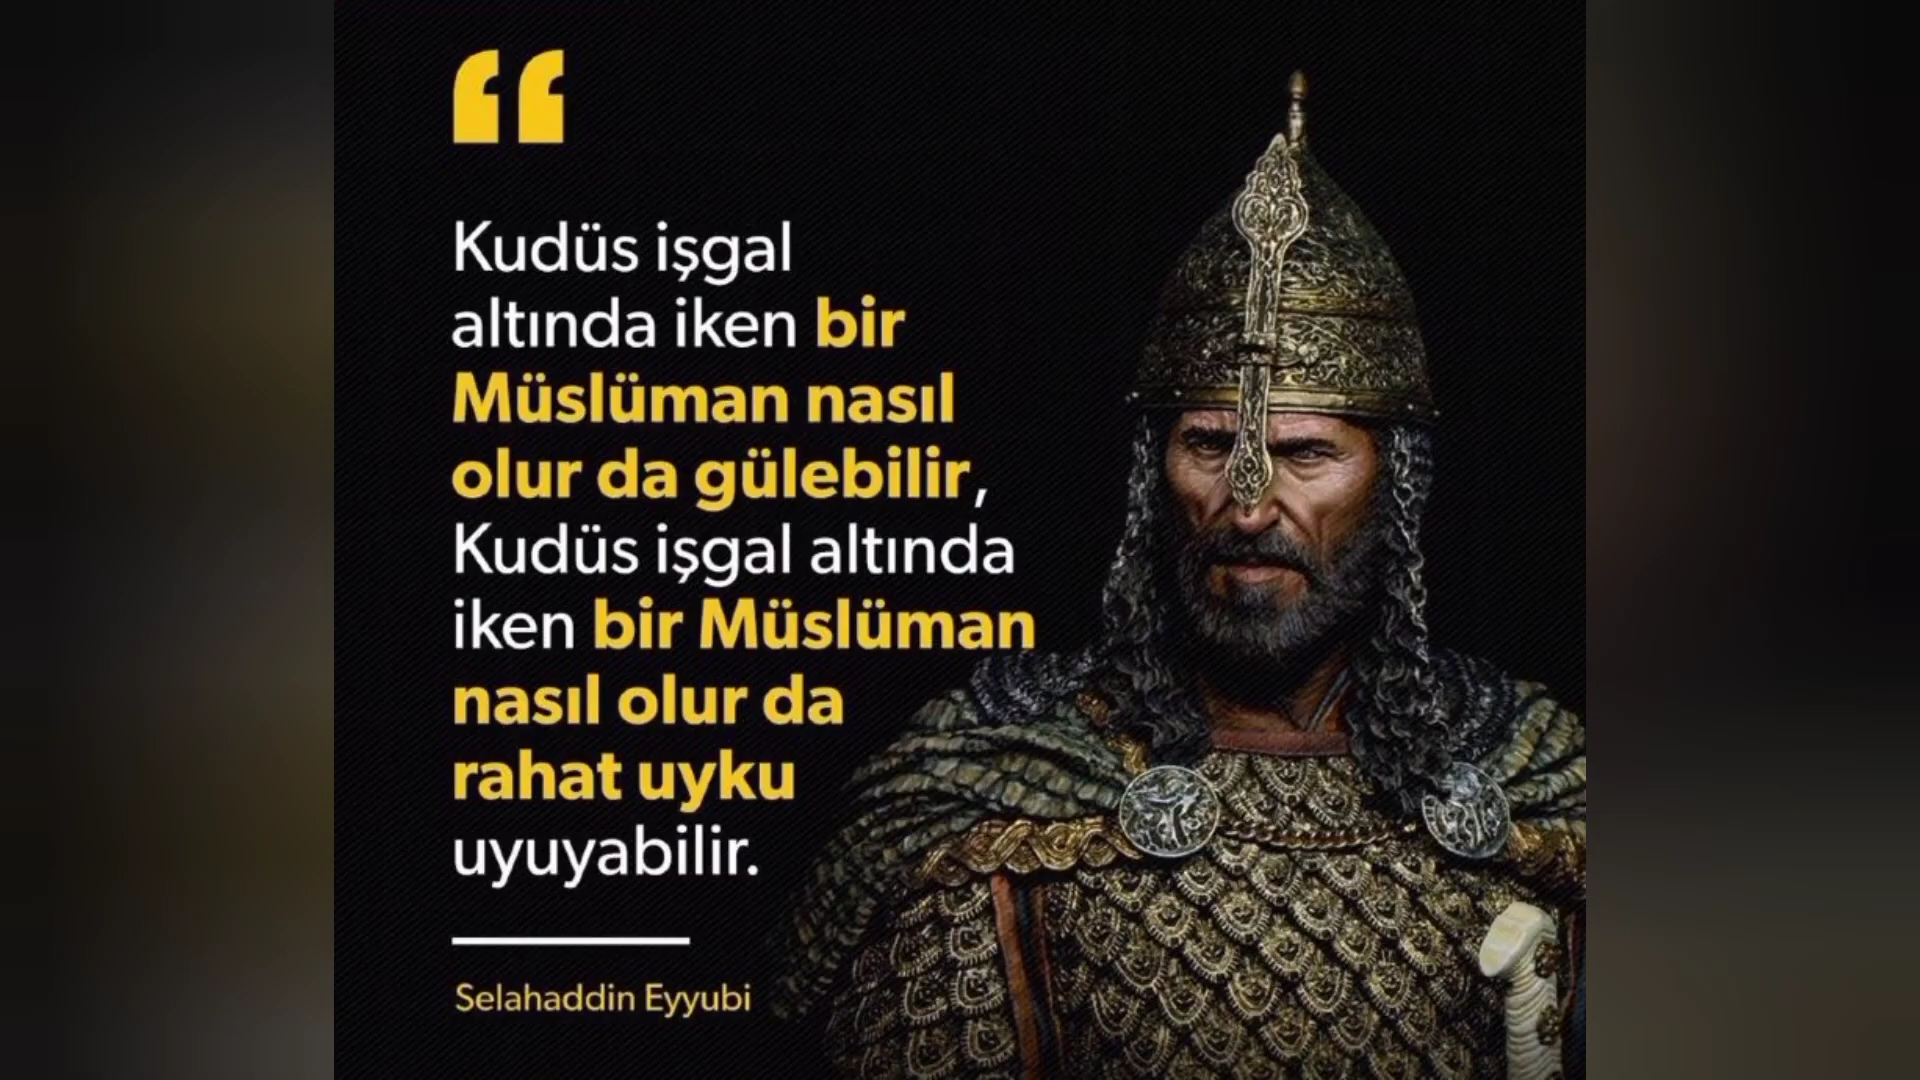 “
Kudüs işgal
altında iken bir
Müslüman nasıl
olur da gülebilir,
Kudüs işgal altında
iken bir Müslüman
nasıl olur da
rahat uyku
uyuyabilir.
Selahaddin Eyyubi